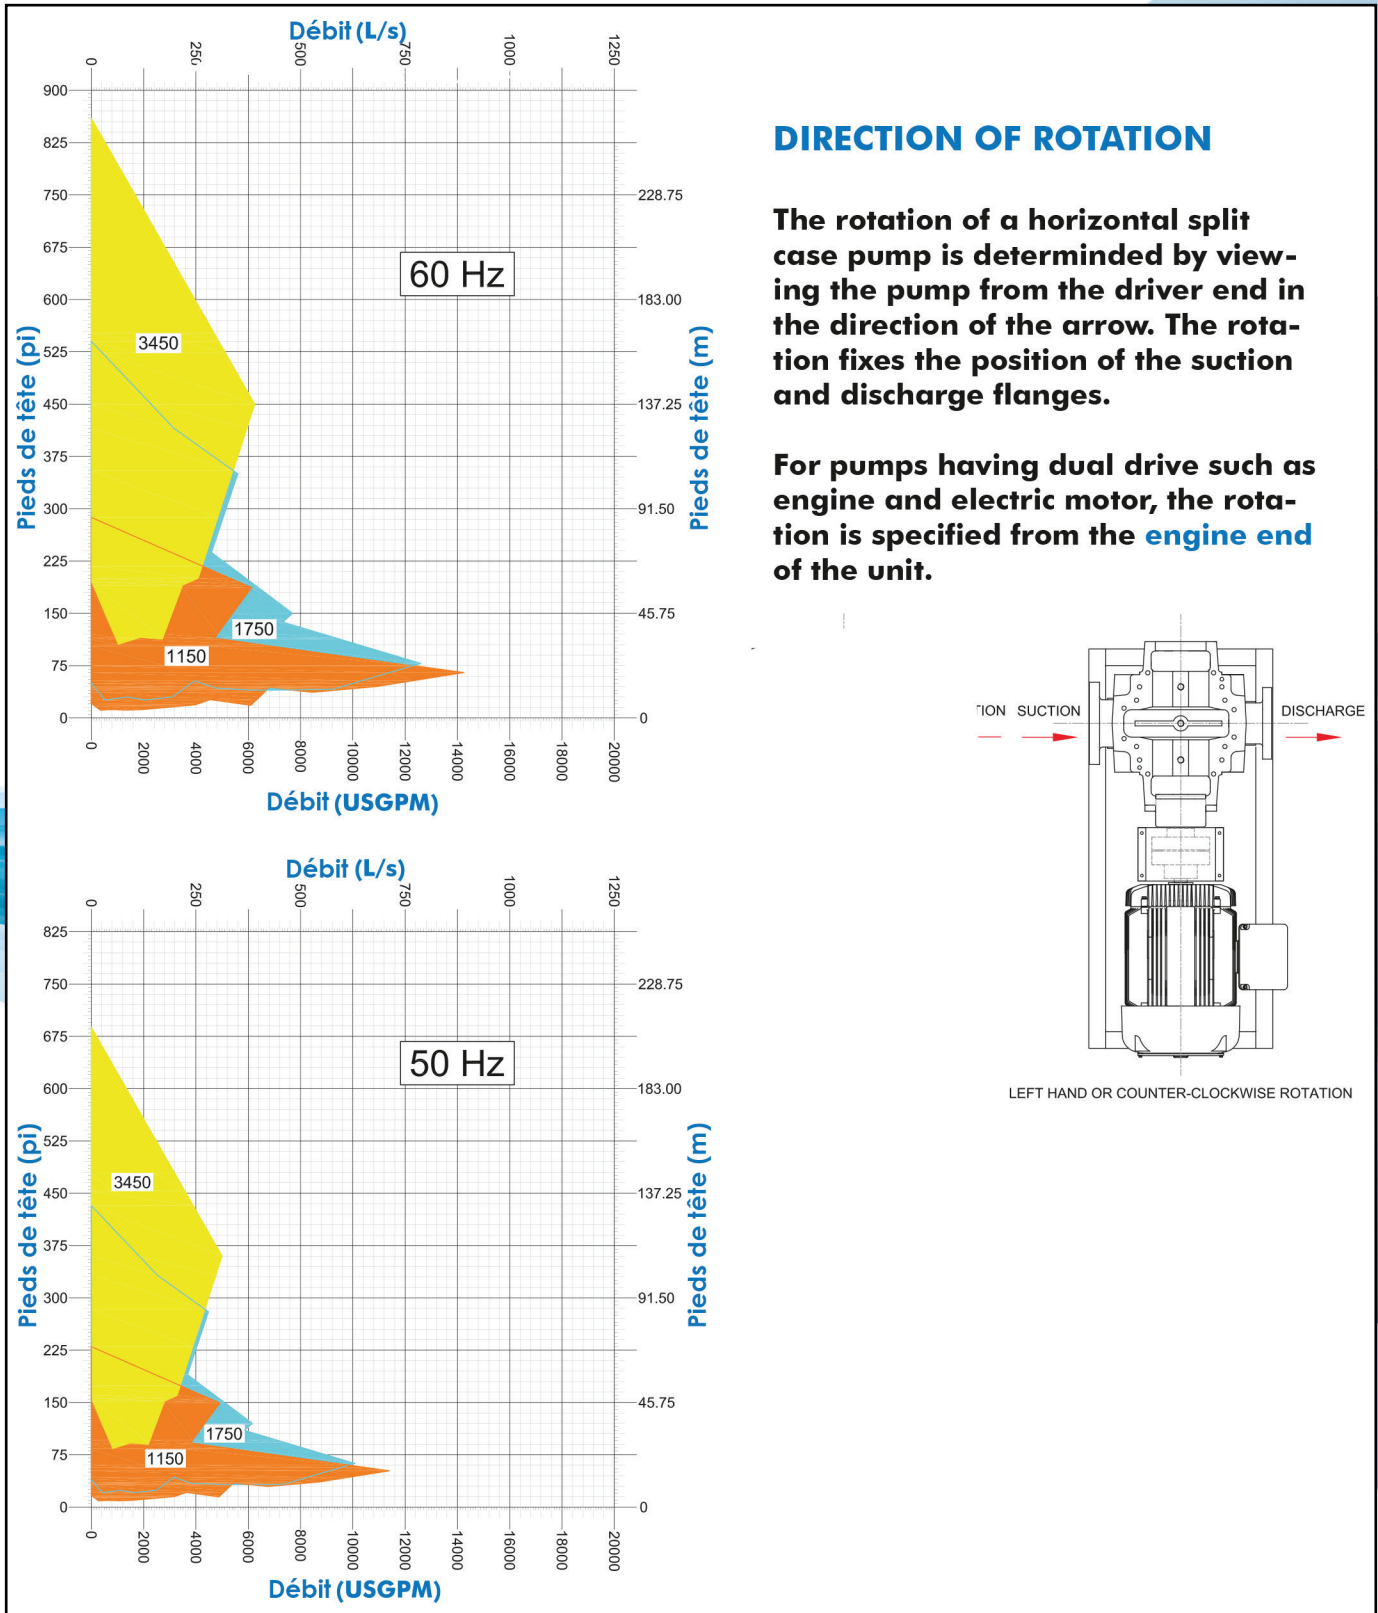 Débit (L/s)
0 250 500 750 1000 1250
900
825
750 228.75
675
60 Hz
600 183.00
3450
525
450 137.25
375
300 91.50
225
150 45.75
1750
1150
75
0 0
Pieds de tête (pi)
Pieds de tête (m)
0 2000 4000 6000 8000 10000 12000 14000 16000 18000 20000
Débit (USGPM)
Débit (L/s)
0 250 500 750 1000 1250
825
750 228.75
675
50 Hz
600 183.00
525
3450
450 137.25
375
300 91.50
225
150 45.75
1750
75
1150
0 0
Pieds de tête (pi)
Pieds de tête (m)
0 2000 4000 6000 8000 10000 12000 14000 16000 18000 20000
Débit (USGPM)
DIRECTION OF ROTATION
The rotation of a horizontal split
case pump is determinded by view-
ing the pump from the driver end in
the direction of the arrow. The rota-
tion fixes the position of the suction
and discharge flanges.
For pumps having dual drive such as
engine and electric motor, the rota-
tion is specified from the engine end
of the unit.
TION SUCTION DISCHARGE
LEFT HAND OR COUNTER-CLOCKWISE ROTATION